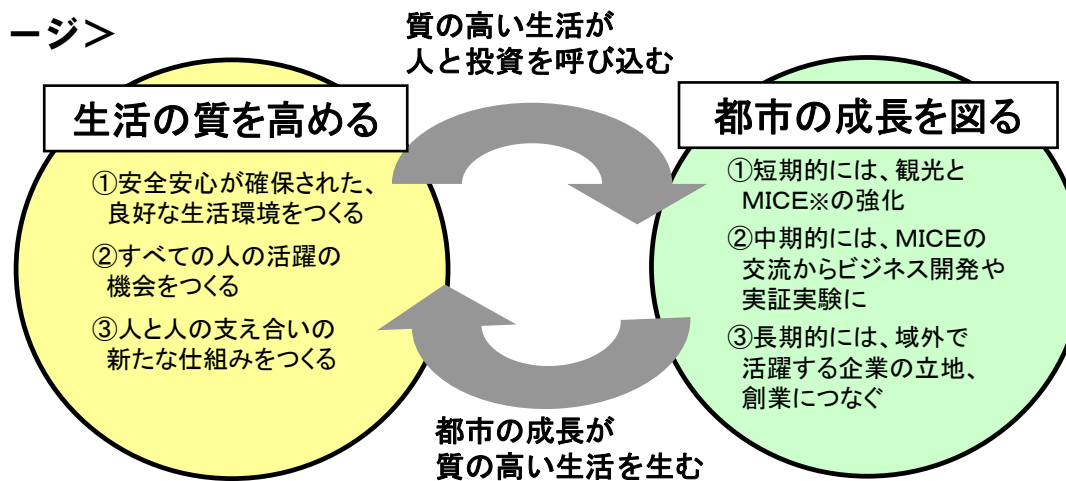 ージ＞
質の高い生活が
人と投資を呼び込む
生活の質を高める
①安全安心が確保された、
良好な生活環境をつくる
②すべての人の活躍の
機会をつくる
③人と人の支え合いの
新たな仕組みをつくる
都市の成長を図る
①短期的には、観光と
MICE※の強化
②中期的には、MICEの
交流からビジネス開発や
実証実験に
③長期的には、域外で
活躍する企業の立地、
創業につなぐ
都市の成長が
質の高い生活を生む